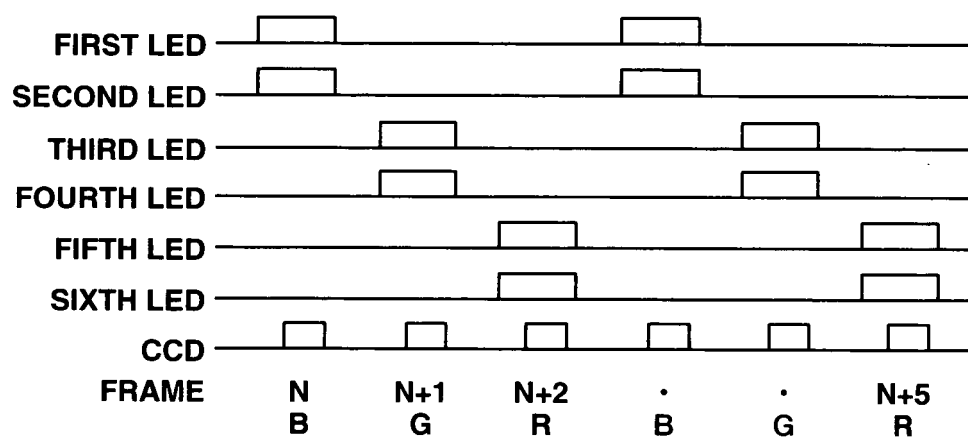 FIRST LED
SECOND LED
THIRD LED
FOURTH LED
FIFTH LED
SIXTH LED
CCD
FRAME N N+1 N+2 · · N+5
B G R B G R